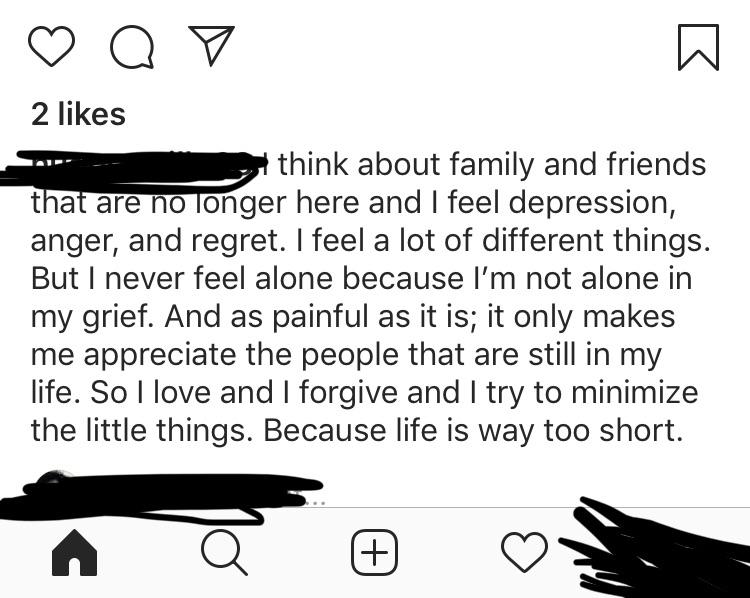 2 likes
I think about family and friends
that are no longer here and I feel depression,
anger, and regret. I feel a lot of different things.
But I never feel alone because I’m not alone in
my grief. And as painful as it is; it only makes
me appreciate the people that are still in my
life. So I love and I forgive and I try to minimize
the little things. Because life is way too short.
...